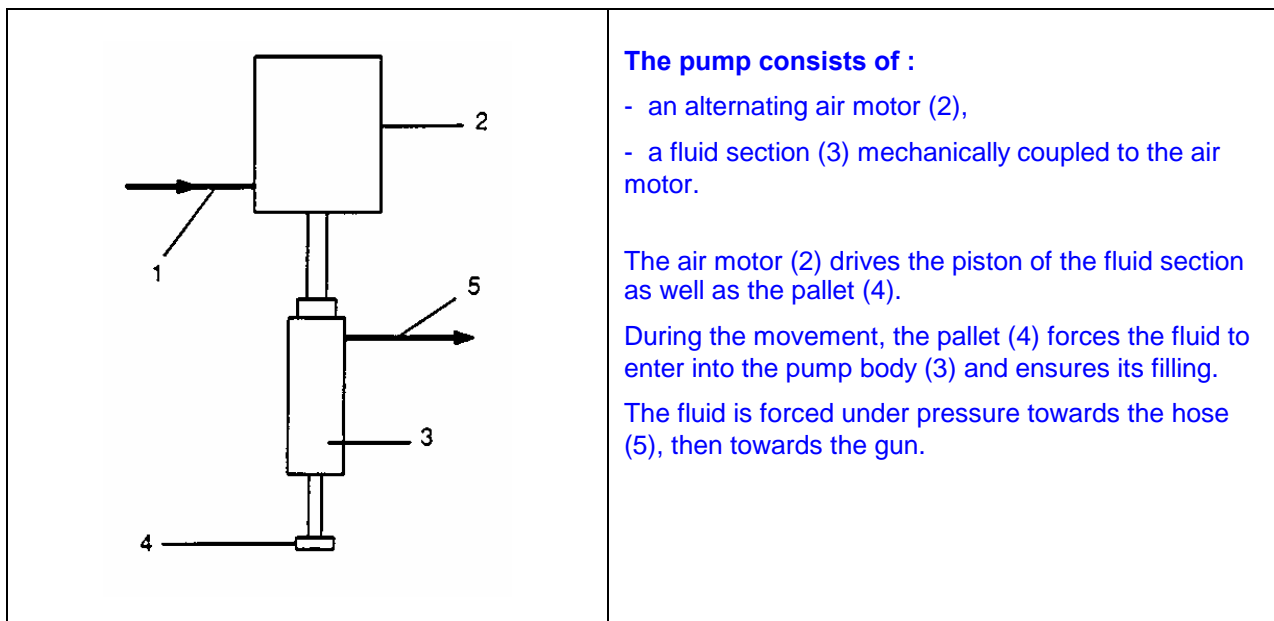 2
1
5
3
4
The pump consists of :
- an alternating air motor (2),
- a fluid section (3) mechanically coupled to the air
motor.
The air motor (2) drives the piston of the fluid section
as well as the pallet (4).
During the movement, the pallet (4) forces the fluid to
enter into the pump body (3) and ensures its filling.
The fluid is forced under pressure towards the hose
(5), then towards the gun.